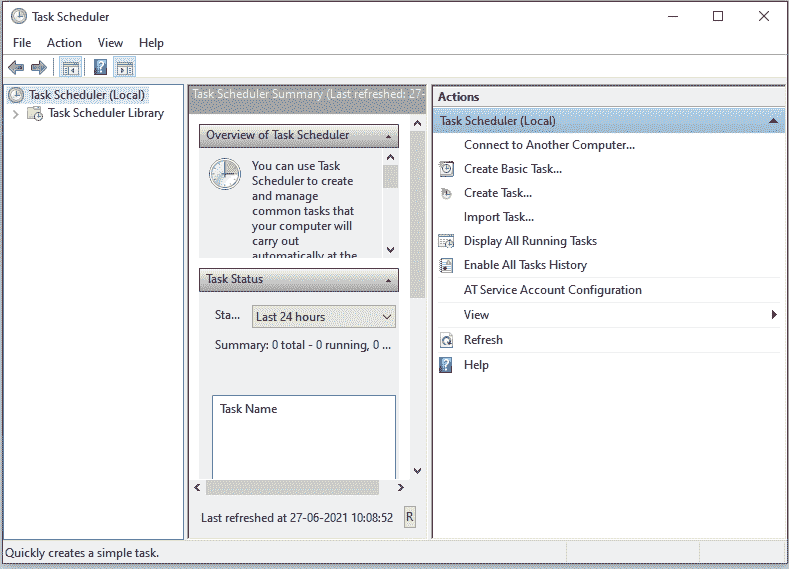 Task Scheduler
File Action View Help
Task Scheduler (Local)
Task Scheduler Library
Task Scheduler Summary (Last refreshed: 27-
Overview of Task Scheduler
You can use Task
Scheduler to create
and manage
common tasks that
your computer will
carry out
automatically at the
Task Status
Sta...
Last 24 hours
Summary: 0 total - 0 running, 0 ...
Task Name
Last refreshed at 27-06-2021 10:08:52
R
Actions
Task Scheduler (Local)
Connect to Another Computer...
Create Basic Task...
Create Task...
Import Task...
Display All Running Tasks
Enable All Tasks History
AT Service Account Configuration
View
Refresh
Help
Quickly creates a simple task.